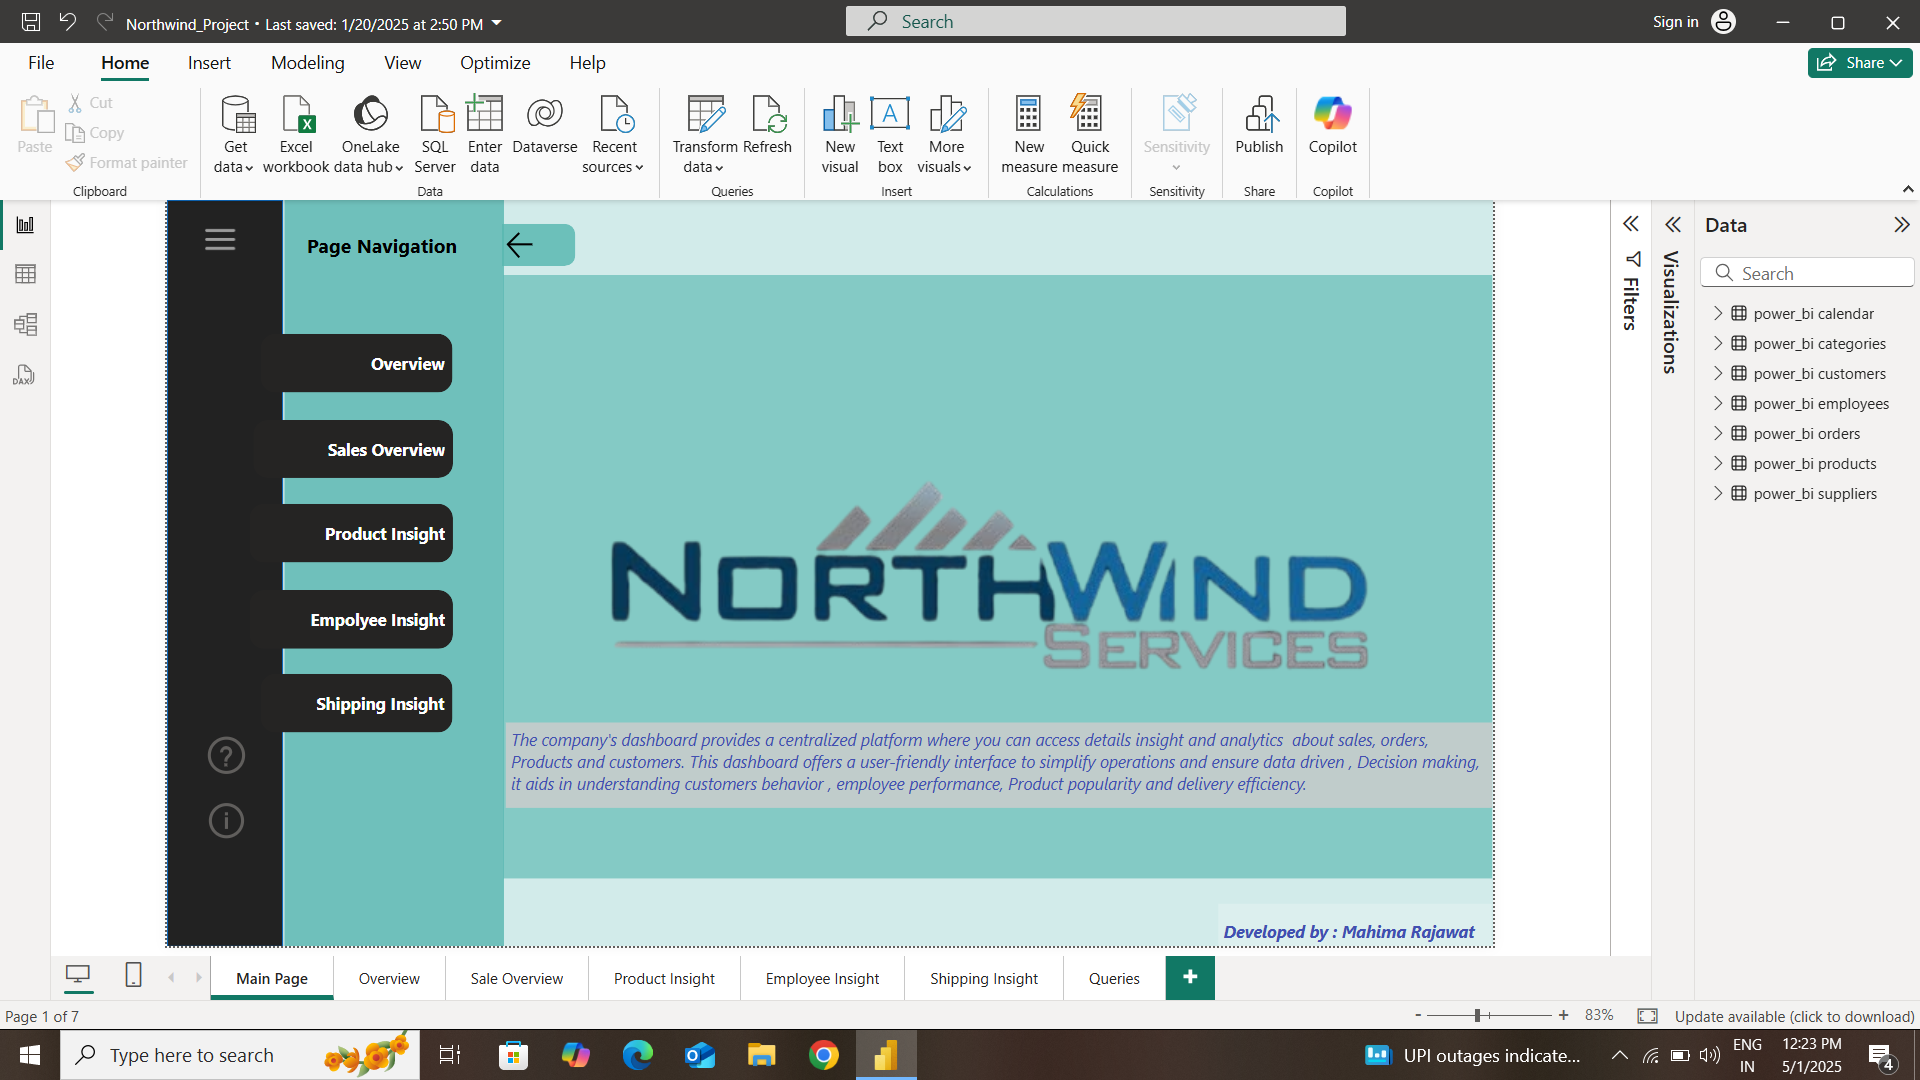 Northwind_Project • Last saved: 1/20/2025 at 2:50 PM
Search
Sign in
File
Home
Insert
Modeling
View
Optimize
Help
Share
Paste
Cut
Copy
Format painter
Clipboard
Get data
Excel workbook
OneLake data hub
SQL Server
Enter data
Dataverse
Recent sources
Data
Transform data
Refresh
Queries
New visual
A
Text box
More visuals
Insert
New measure
Quick measure
Calculations
Sensitivity
Sensitivity
Publish
Share
Copilot
Copilot
DAX
Page Navigation
Overview
Sales Overview
Product Insight
Empolyee Insight
Shipping Insight
?
i
NORTHWIND
SERVICES
The company's dashboard provides a centralized platform where you can access details insight and analytics about sales, orders,
Products and customers. This dashboard offers a user-friendly interface to simplify operations and ensure data driven , Decision making,
it aids in understanding customers behavior , employee performance, Product popularity and delivery efficiency.
Developed by : Mahima Rajawat
Filters
Visualizations
Data
Search
power_bi calendar
power_bi categories
power_bi customers
power_bi employees
power_bi orders
power_bi products
power_bi suppliers
Main Page
Overview
Sale Overview
Product Insight
Employee Insight
Shipping Insight
Queries
+
Page 1 of 7
- + 83%
Update available (click to download)
Type here to search
UPI outages indicate...
ENG
IN
12:23 PM
5/1/2025
4